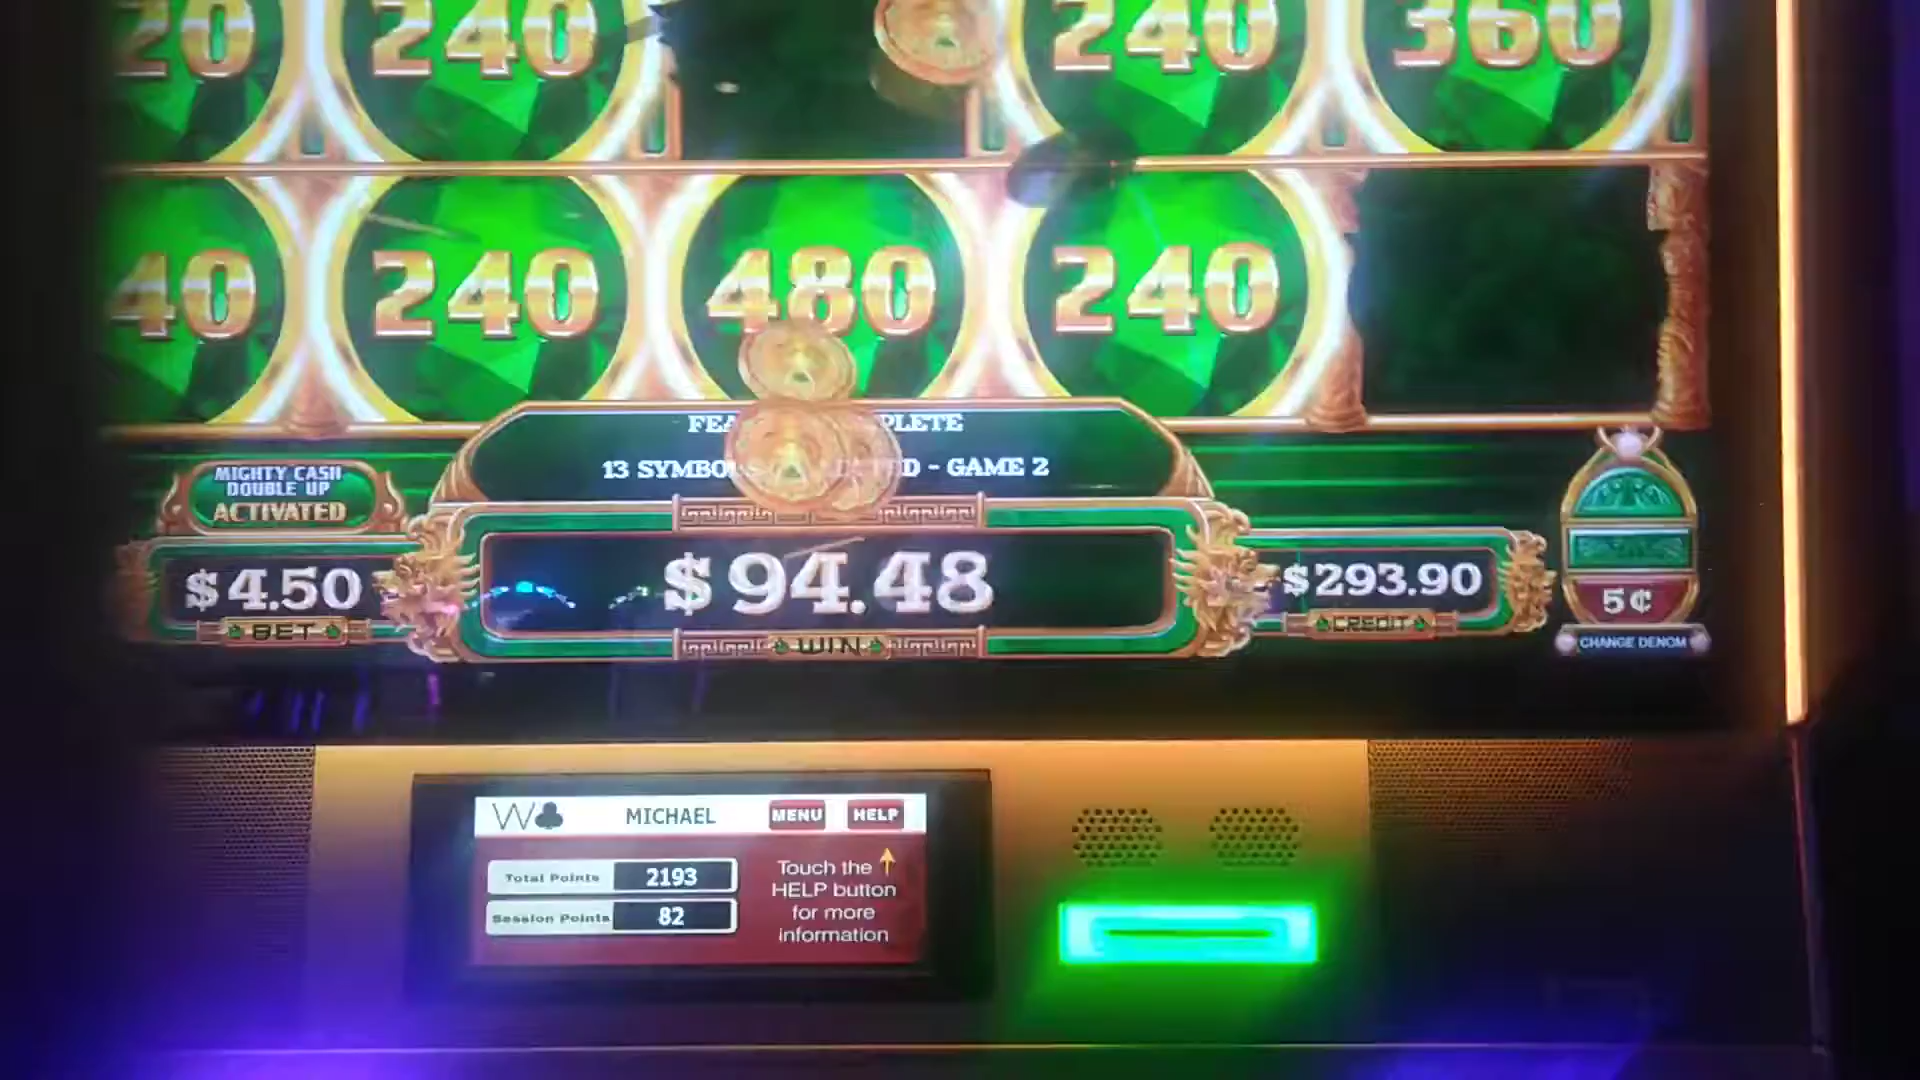 20 240 240 360
40 240 480 240
13 - GAME 2
MIGHTY CASH
DOUBLE UP
ACTIVATED
$4.50
BET
$94.48
WIN
$293.90
CREDIT
5¢
CHANGE DENOM
W♣ MICHAEL MENU HELP
Total Points 2193
Session Points 82
Touch the ↑
HELP button
for more
information